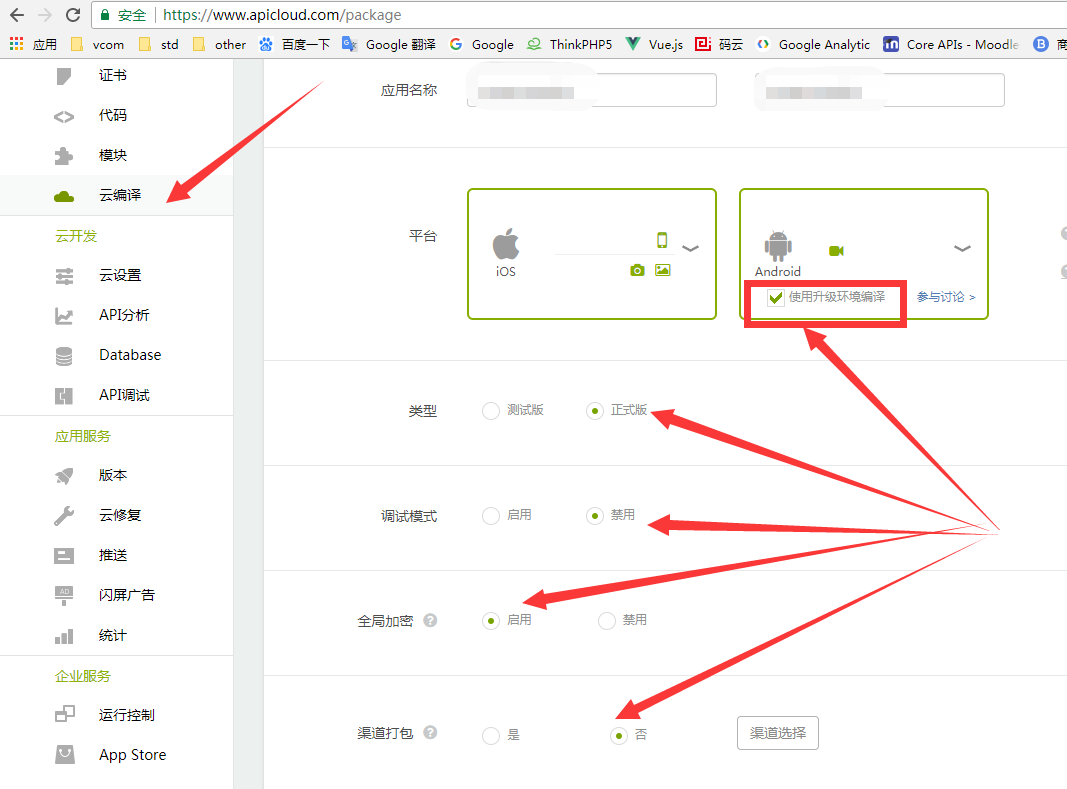 安全 https://www.apicloud.com/package
应用 vcom std other 百度一下 Google 翻译 Google ThinkPHP5 Vue.js 码云 Google Analytic Core APIs - Moodle 商
证书
代码
模块
云编译
云开发
云设置
API分析
Database
API调试
应用服务
版本
云修复
推送
AD
闪屏广告
统计
企业服务
运行控制
App Store
应用名称
平台
iOS
Android
使用升级环境编译 参与讨论 >
类型 测试版 正式版
调试模式 启用 禁用
全局加密 ? 启用 禁用
渠道打包 ? 是 否 渠道选择